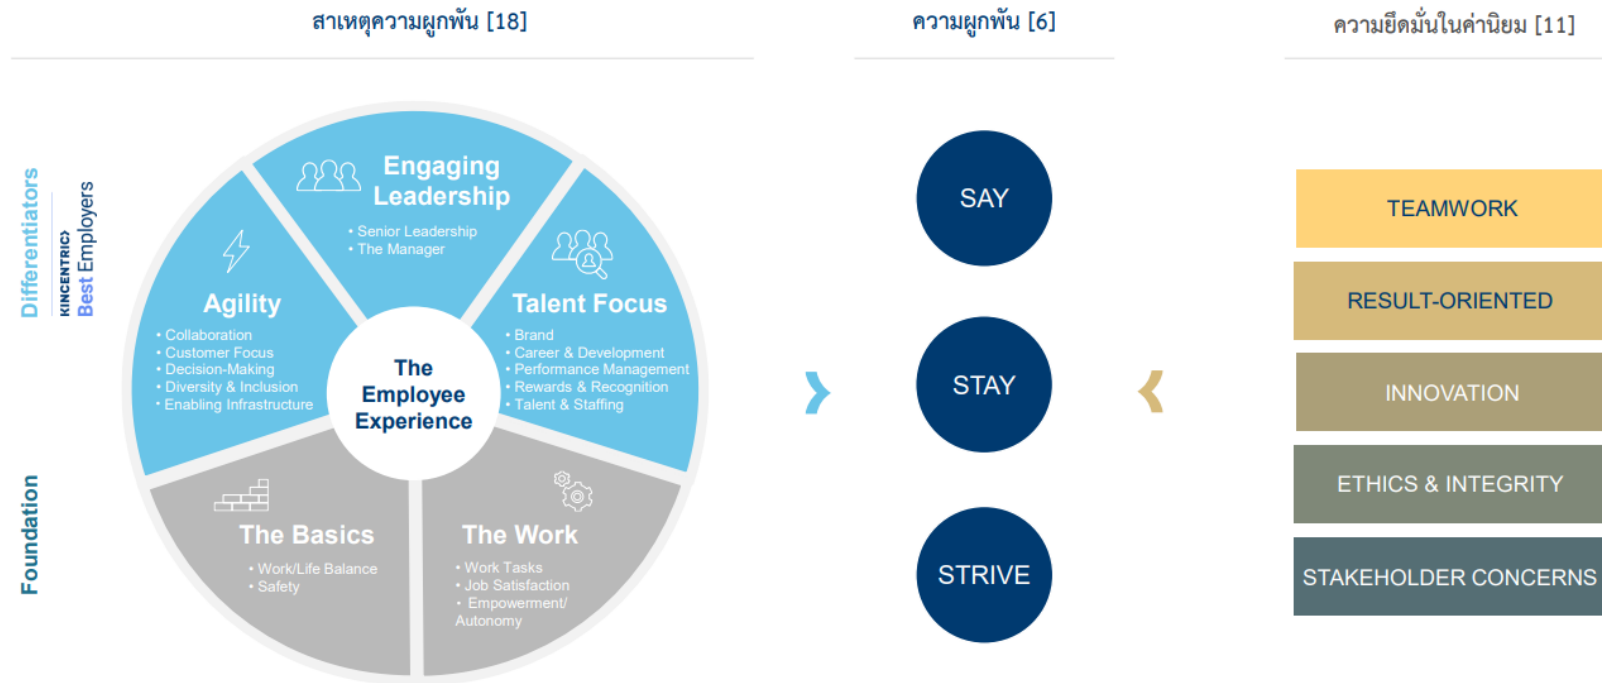 สาเหตุความผูกพัน [18]
ความผูกพัน [6]
ความยึดมั่นในค่านิยม [11]
Differentiators
KINCENTRIC>
Best Employers
Foundation
Engaging
Leadership
• Senior Leadership
• The Manager
Agility
• Collaboration
• Customer Focus
• Decision-Making
• Diversity & Inclusion
• Enabling Infrastructure
Talent Focus
• Brand
• Career & Development
• Performance Management
• Rewards & Recognition
• Talent & Staffing
The
Employee
Experience
The Basics
• Work/Life Balance
• Safety
The Work
• Work Tasks
• Job Satisfaction
• Empowerment/
Autonomy
SAY
STAY
STRIVE
TEAMWORK
RESULT-ORIENTED
INNOVATION
ETHICS & INTEGRITY
STAKEHOLDER CONCERNS